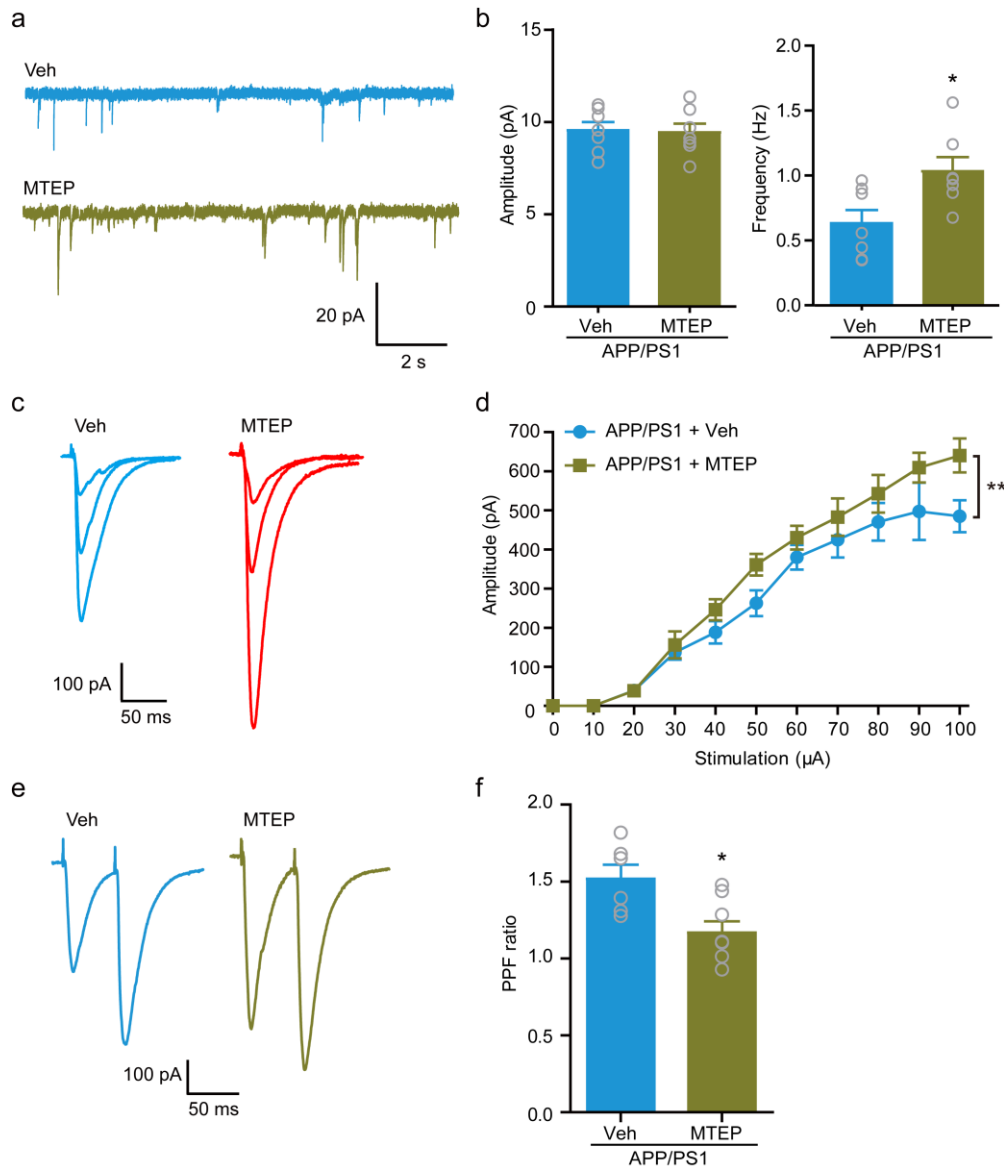 a
Veh
MTEP
20 pA
2 s
b
15
10
5
0
Amplitude (pA)
Veh
MTEP
APP/PS1
2.0
1.5
1.0
0.5
0.0
Frequency (Hz)
*
Veh
MTEP
APP/PS1
c
Veh
MTEP
100 pA
50 ms
d
APP/PS1 + Veh
APP/PS1 + MTEP
700
600
500
400
300
200
100
0
Amplitude (pA)
**
0 10 20 30 40 50 60 70 80 90 100
Stimulation (µA)
e
Veh
MTEP
100 pA
50 ms
f
2.0
1.5
1.0
0.5
0.0
PPF ratio
*
Veh
MTEP
APP/PS1